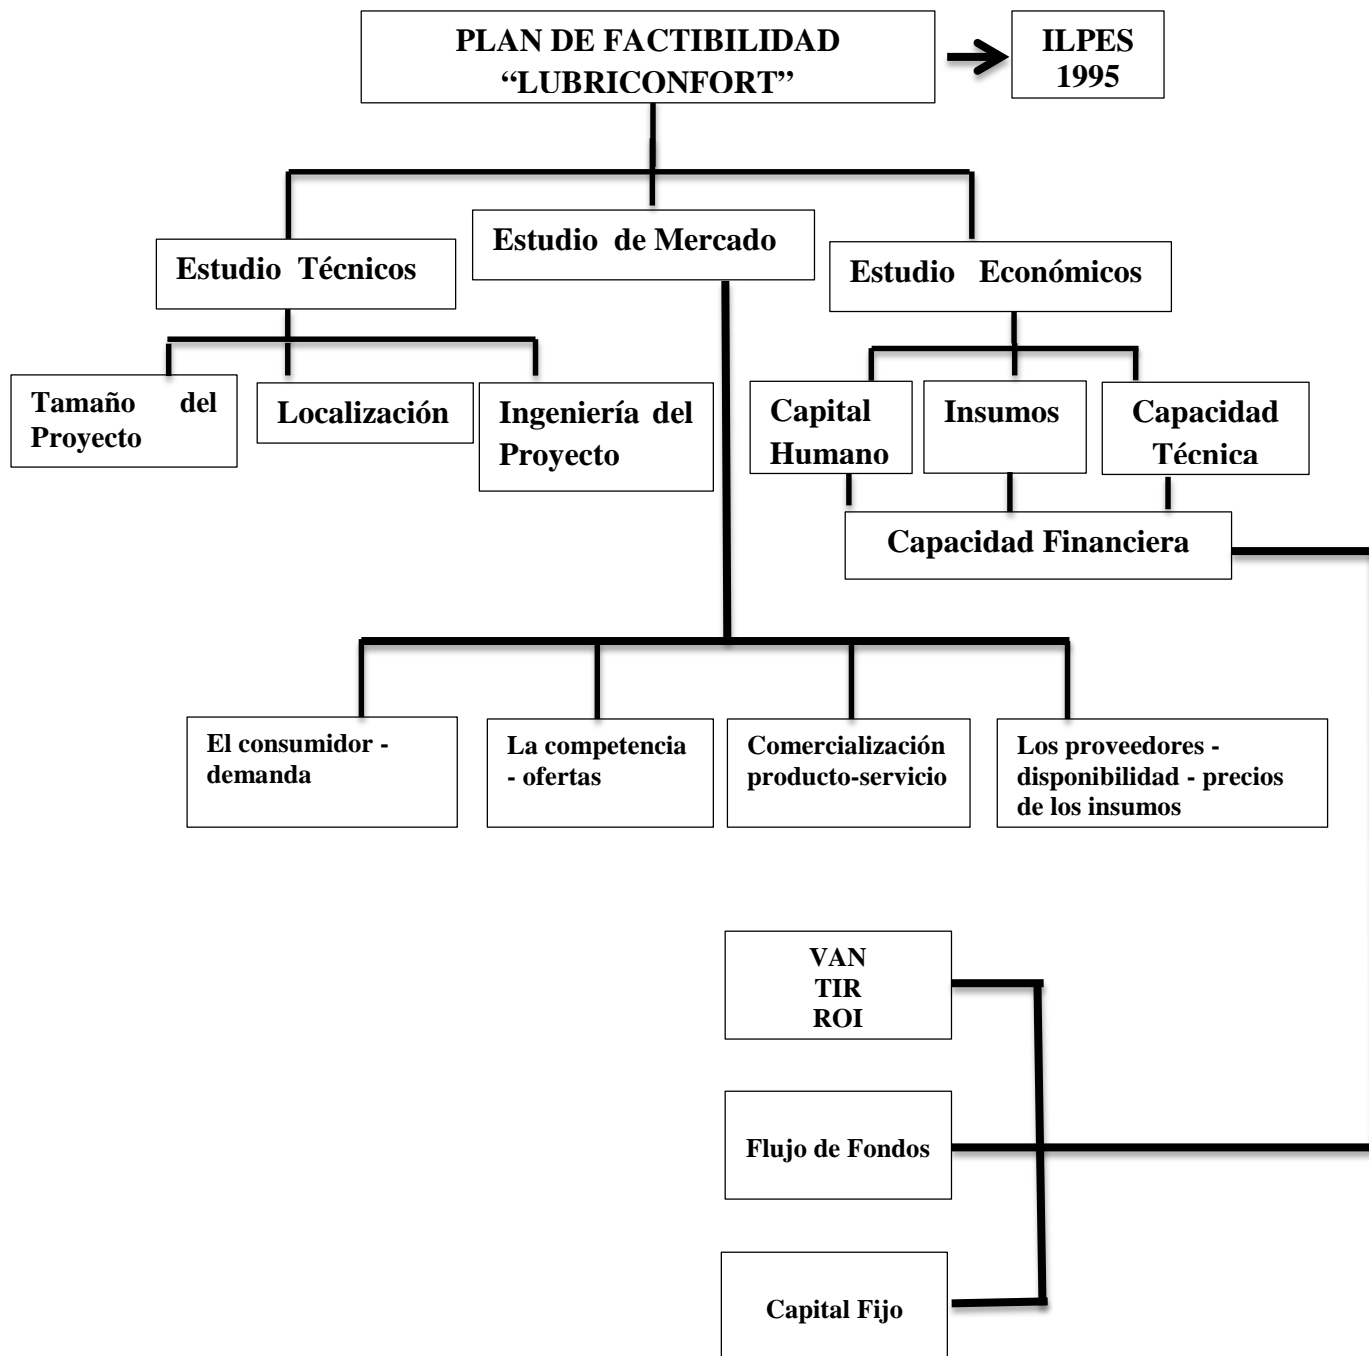 PLAN DE FACTIBILIDAD
“LUBRICONFORT”
ILPES
1995
Estudio de Mercado
Estudio Técnicos
Estudio Económicos
Tamaño del
Proyecto
Localización
Ingeniería del
Proyecto
Capital
Humano
Insumos
Capacidad
Técnica
Capacidad Financiera
El consumidor -
demanda
La competencia
- ofertas
Comercialización
producto-servicio
Los proveedores -
disponibilidad - precios
de los insumos
VAN
TIR
ROI
Flujo de Fondos
Capital Fijo